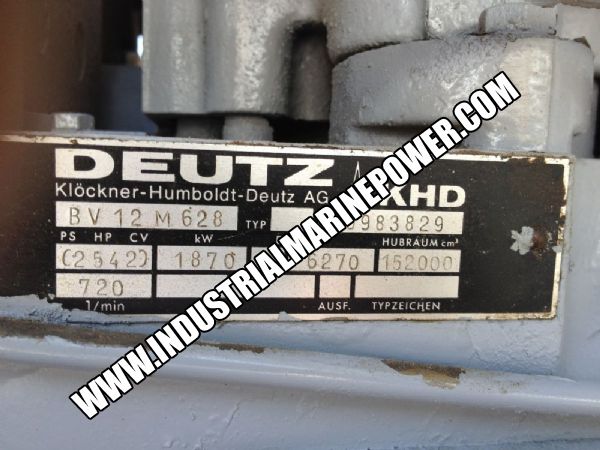 DEUTZ KHD
Klöckner-Humboldt-Deutz AG
BV 12 M 628 TYP 983829
PS HP CV kW HUBRAUM cm³
(2542) 1870 6270 152000
720
1/min AUSF. TYPZEICHEN
WWW.INDUSTRIALMARINEPOWER.COM